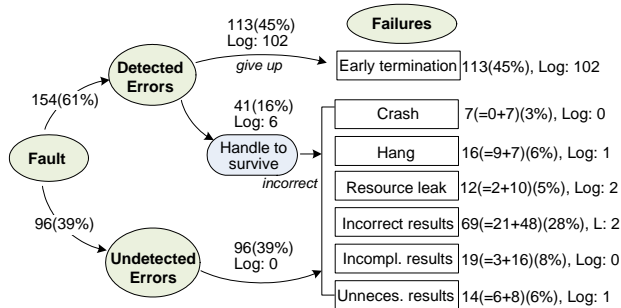 113(45%)
Log: 102
give up
Failures
Detected
Errors
Early termination 113(45%), Log: 102
154(61%)
41(16%)
Log: 6
Crash 7(=0+7)(3%), Log: 0
Handle to
survive
incorrect
Hang 16(=9+7)(6%), Log: 1
Fault
Resource leak 12(=2+10)(5%), Log: 2
Incorrect results 69(=21+48)(28%), L: 2
96(39%)
96(39%)
Log: 0
Undetected
Errors
Incompl. results 19(=3+16)(8%), Log: 0
Unneces. results 14(=6+8)(6%), Log: 1